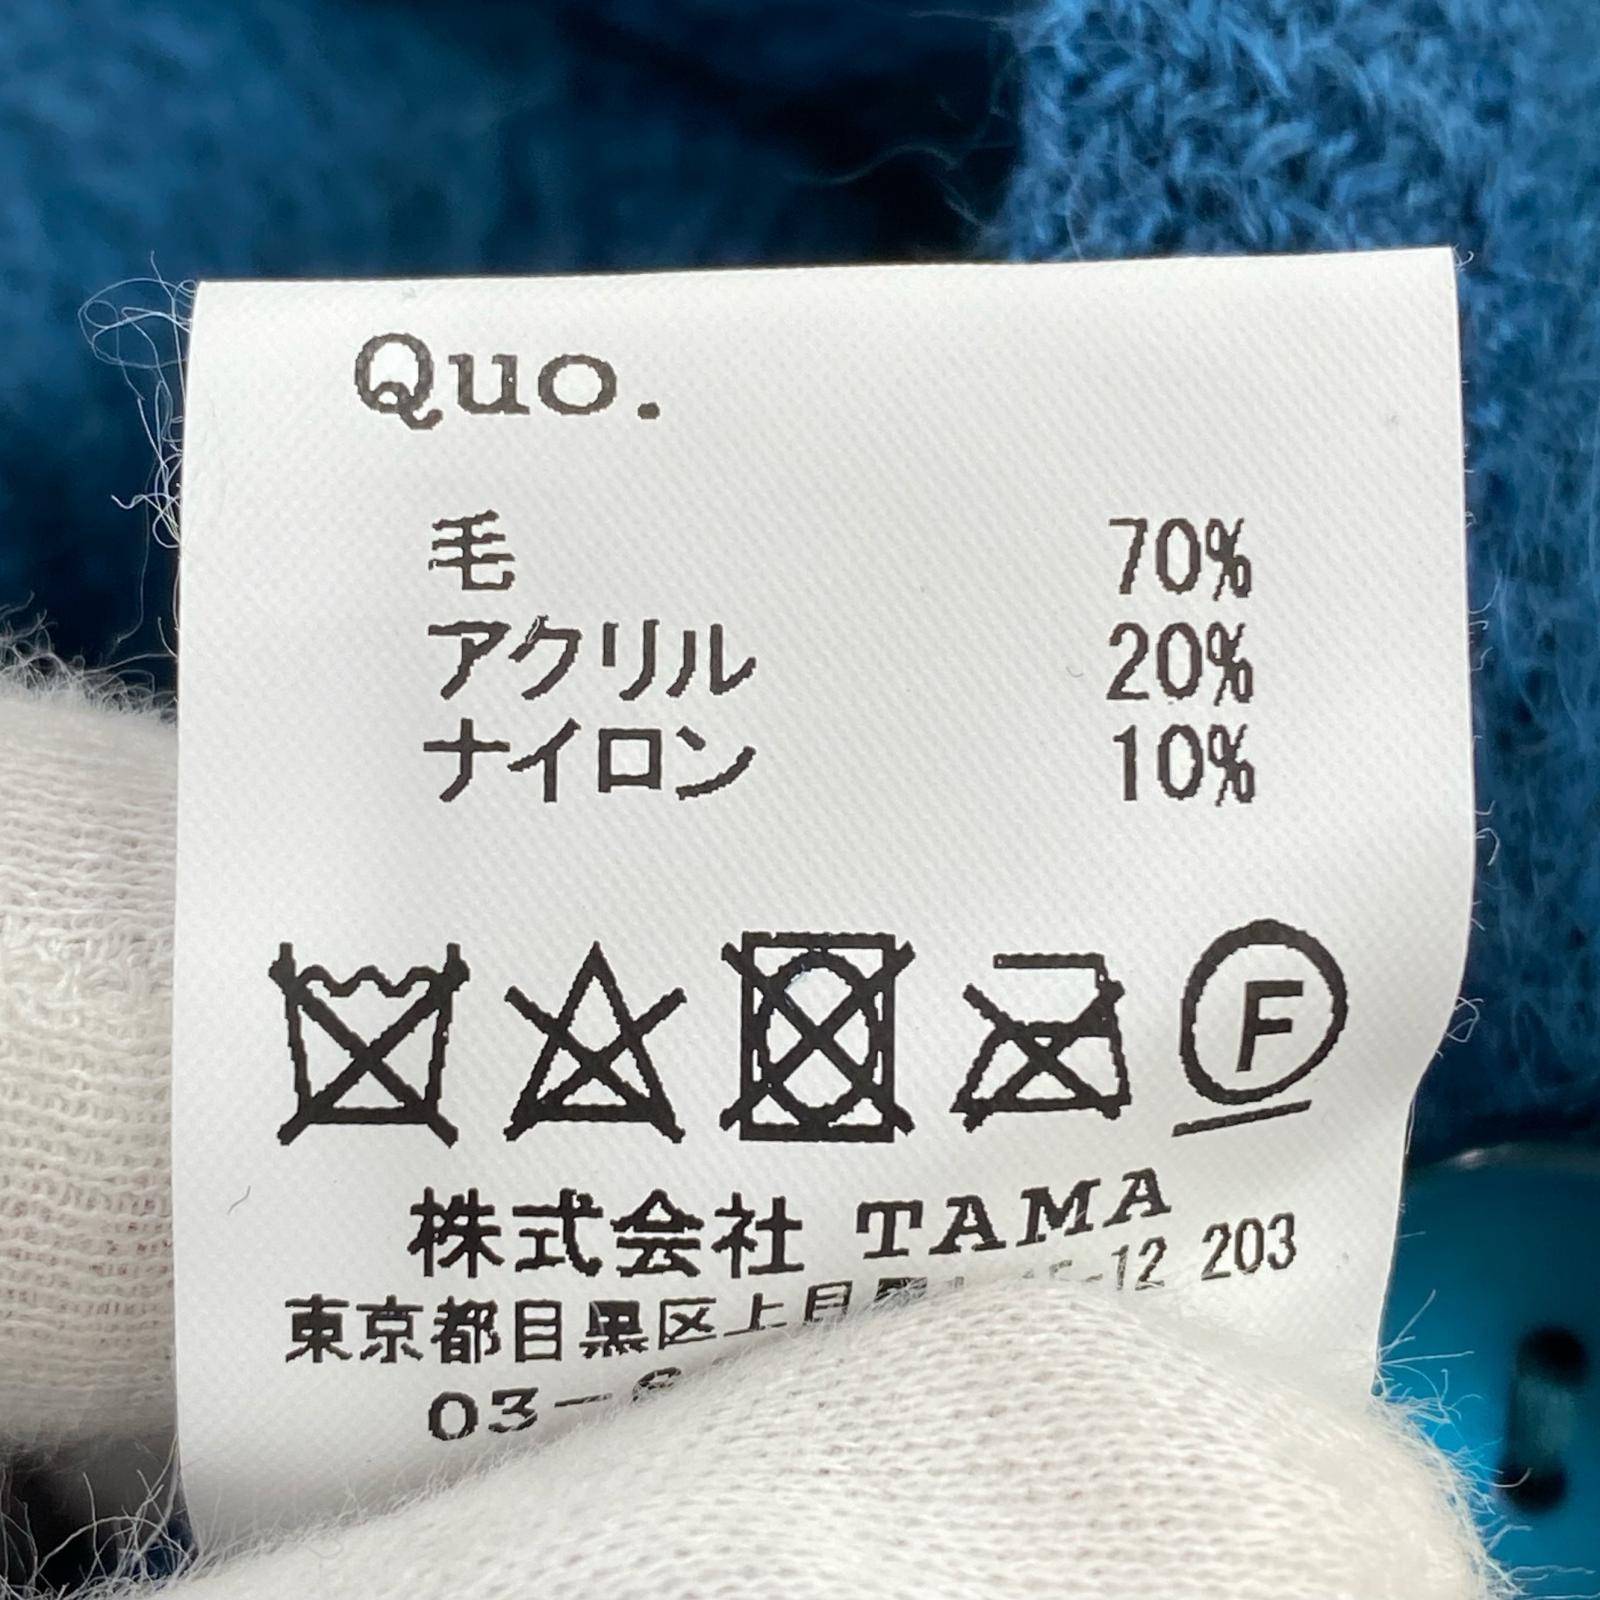 Quo.
毛 70%
アクリル 20%
ナイロン 10%
F
株式会社 TAMA
東京都目黒区上目 -12 203
03-